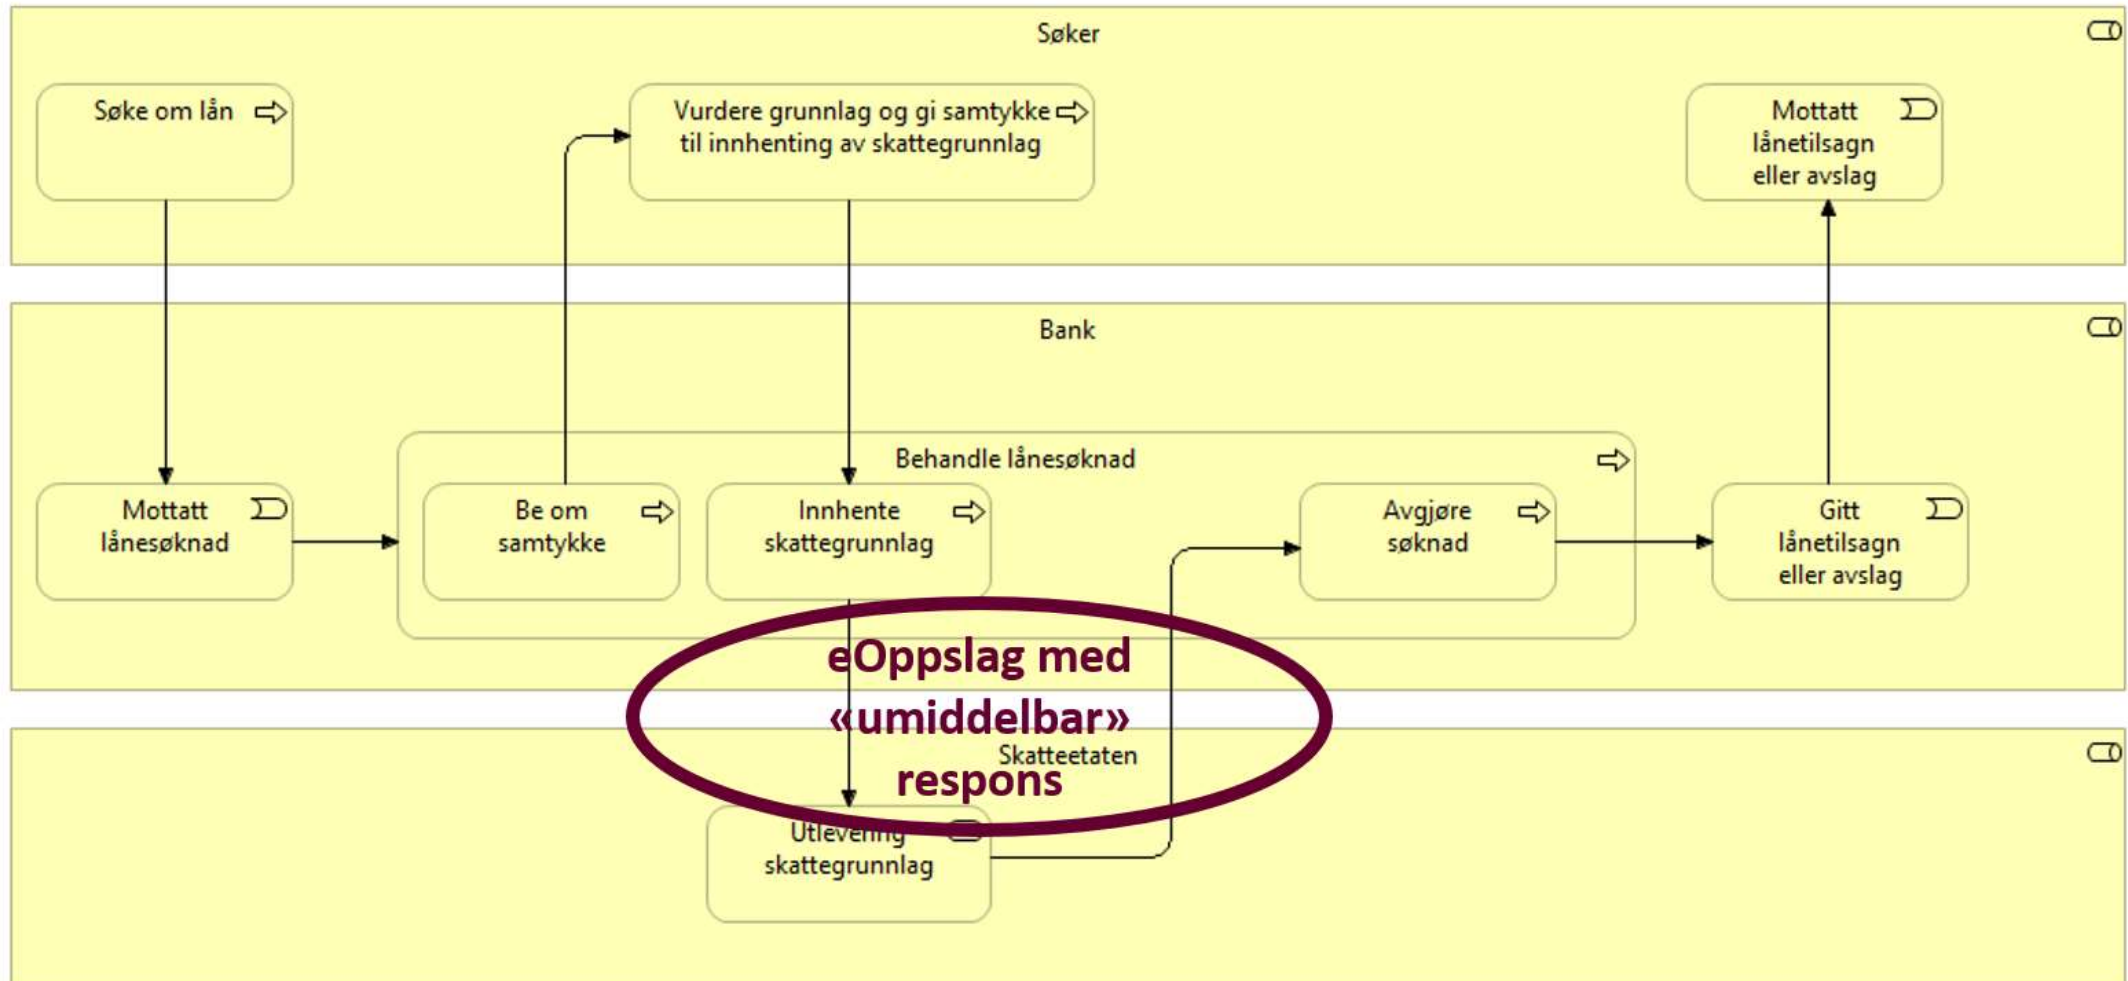 Søker
Søke om lån
Vurdere grunnlag og gi samtykke
til innhenting av skattegrunnlag
Mottatt
lånetilsagn
eller avslag
Bank
Behandle lånesøknad
Mottatt
lånesøknad
Be om
samtykke
Innhente
skattegrunnlag
Avgjøre
søknad
Gitt
lånetilsagn
eller avslag
eOppslag med
«umiddelbar»
respons
Skatteetaten
Utlevering
skattegrunnlag